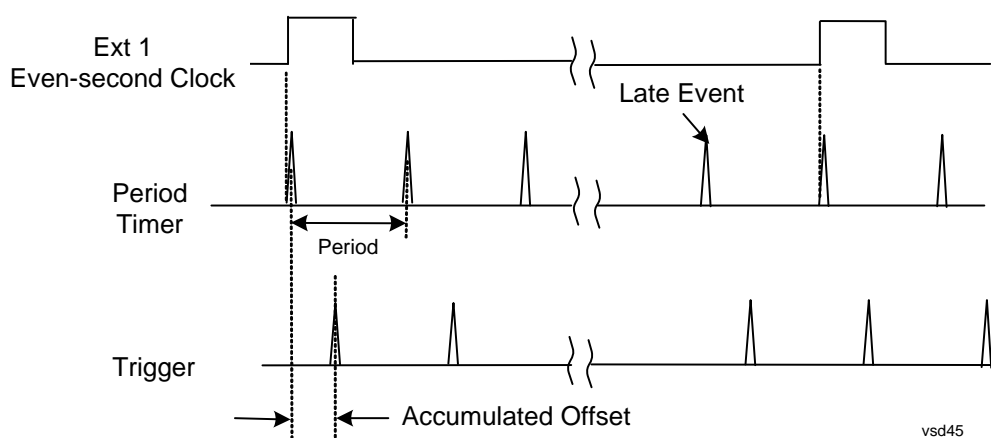 Ext 1
Even-second Clock
Late Event
Period
Timer
Period
Trigger
Accumulated Offset
vsd45